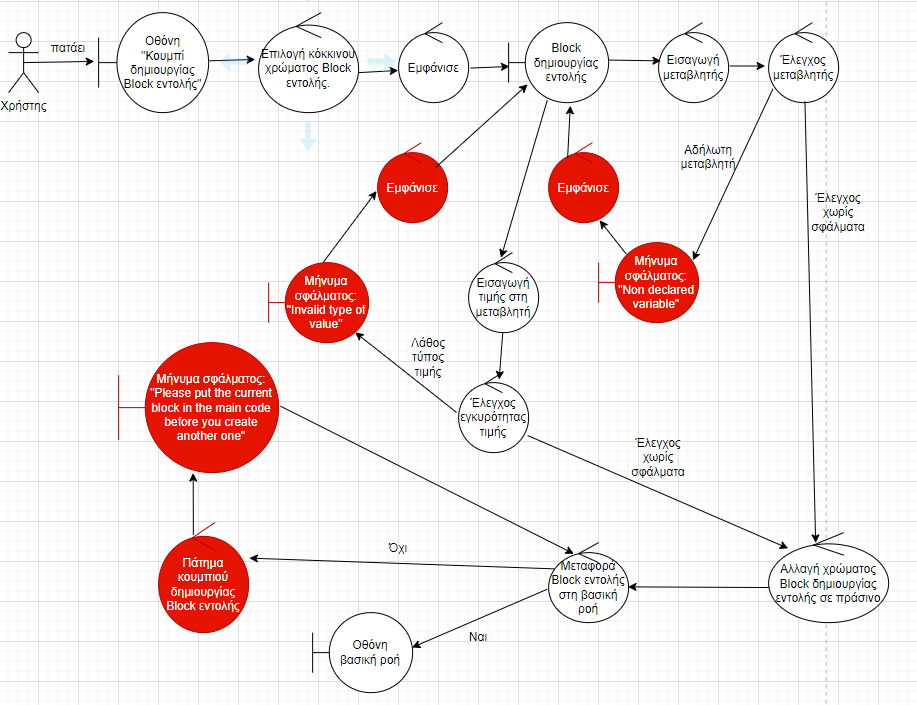 Χρήστης
πατάει
Οθόνη
"Κουμπί
δημιουργίας
Block εντολής"
Επιλογή κόκκινου
χρώματος Block
εντολής.
Εμφάνισε
Block
δημιουργίας
εντολής
Εισαγωγή
μεταβλητής
Έλεγχος
μεταβλητής
Αδήλωτη
μεταβλητή
Έλεγχος
χωρίς
σφάλματα
Εμφάνισε
Εμφάνισε
Μήνυμα
σφάλματος:
"Invalid type of
value"
Εισαγωγή
τιμής στη
μεταβλητή
Μήνυμα
σφάλματος:
"Non declared
variable"
Λάθος
τύπος
τιμής
Μήνυμα σφάλματος:
"Please put the current
block in the main code
before you create
another one"
Έλεγχος
εγκυρότητας
τιμής
Έλεγχος
χωρίς
σφάλματα
Όχι
Πάτημα
κουμπιού
δημιουργίας
Block εντολής
Μεταφορά
Block εντολής
στη βασική
ροή
Αλλαγή χρώματος
Block δημιουργίας
εντολής σε πράσινο
Ναι
Οθόνη
βασική ροή